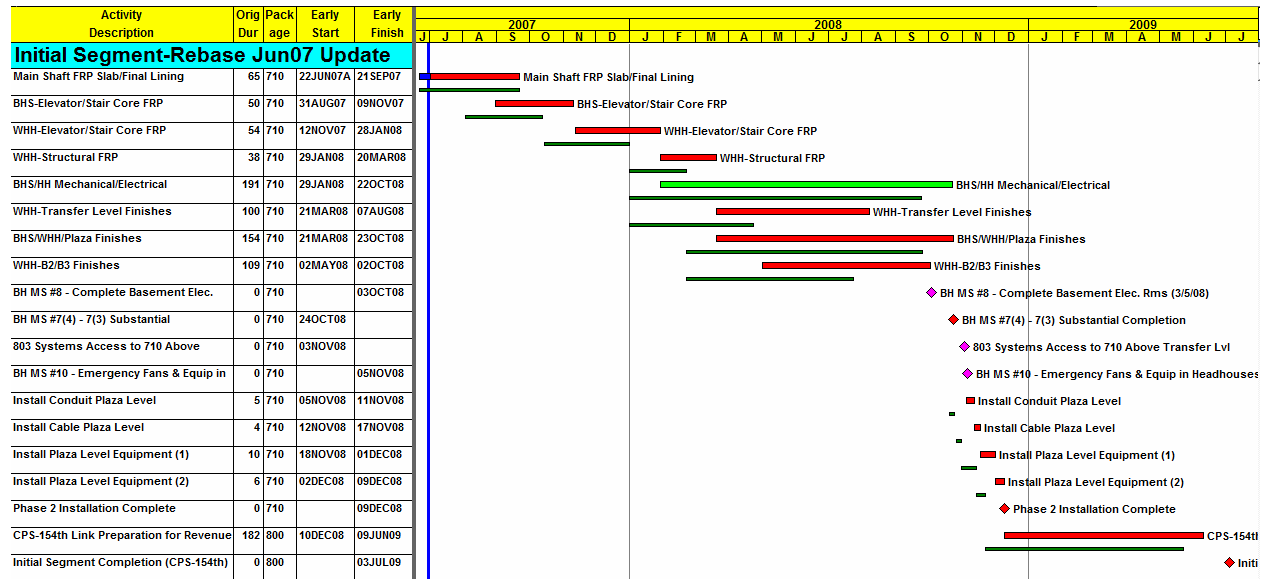 Activity Description Orig Dur Pack age Early Start Early Finish
2007 2008 2009
J J A S O N D J F M A M J J A S O N D J F M A M J J
Initial Segment-Rebase Jun07 Update
Main Shaft FRP Slab/Final Lining 65 710 22JUN07A 21SEP07 Main Shaft FRP Slab/Final Lining
BHS-Elevator/Stair Core FRP 50 710 31AUG07 09NOV07 BHS-Elevator/Stair Core FRP
WHH-Elevator/Stair Core FRP 54 710 12NOV07 28JAN08 WHH-Elevator/Stair Core FRP
WHH-Structural FRP 38 710 29JAN08 20MAR08 WHH-Structural FRP
BHS/HH Mechanical/Electrical 191 710 29JAN08 22OCT08 BHS/HH Mechanical/Electrical
WHH-Transfer Level Finishes 100 710 21MAR08 07AUG08 WHH-Transfer Level Finishes
BHS/WHH/Plaza Finishes 154 710 21MAR08 23OCT08 BHS/WHH/Plaza Finishes
WHH-B2/B3 Finishes 109 710 02MAY08 02OCT08 WHH-B2/B3 Finishes
BH MS #8 - Complete Basement Elec. 0 710 03OCT08 BH MS #8 - Complete Basement Elec. Rms (3/5/08)
BH MS #7(4) - 7(3) Substantial 0 710 24OCT08 BH MS #7(4) - 7(3) Substantial Completion
803 Systems Access to 710 Above 0 710 03NOV08 803 Systems Access to 710 Above Transfer Lvl
BH MS #10 - Emergency Fans & Equip in 0 710 05NOV08 BH MS #10 - Emergency Fans & Equip in Headhouses
Install Conduit Plaza Level 5 710 05NOV08 11NOV08 Install Conduit Plaza Level
Install Cable Plaza Level 4 710 12NOV08 17NOV08 Install Cable Plaza Level
Install Plaza Level Equipment (1) 10 710 18NOV08 01DEC08 Install Plaza Level Equipment (1)
Install Plaza Level Equipment (2) 6 710 02DEC08 09DEC08 Install Plaza Level Equipment (2)
Phase 2 Installation Complete 0 710 09DEC08 Phase 2 Installation Complete
CPS-154th Link Preparation for Revenue 182 800 10DEC08 09JUN09 CPS-154th
Initial Segment Completion (CPS-154th) 0 800 03JUL09 Initi